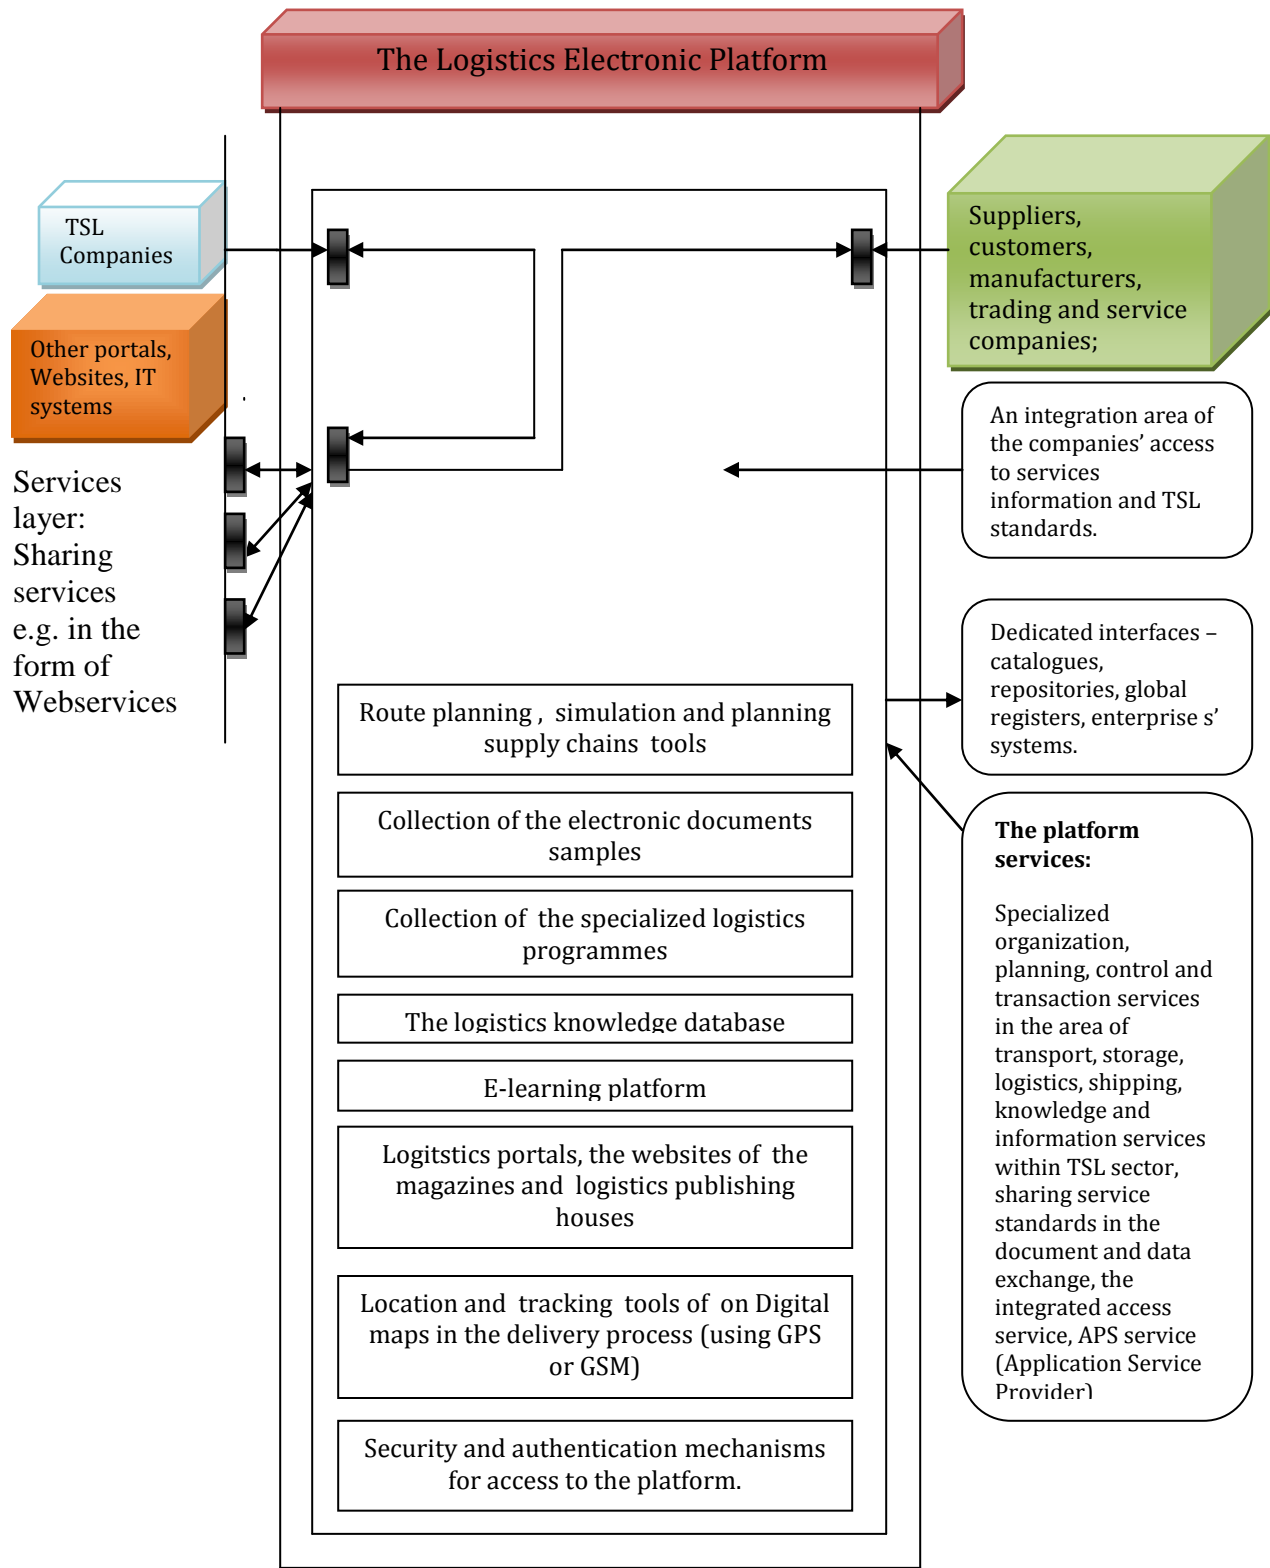 The Logistics Electronic Platform
TSL
Companies
Other portals,
Websites, IT
systems
Services
layer:
Sharing
services
e.g. in the
form of
Webservices
Suppliers,
customers,
manufacturers,
trading and service
companies;
An integration area of
the companies’ access
to services
information and TSL
standards.
Dedicated interfaces –
catalogues,
repositories, global
registers, enterprise s’
systems.
The platform
services:
Specialized
organization,
planning, control and
transaction services
in the area of
transport, storage,
logistics, shipping,
knowledge and
information services
within TSL sector,
sharing service
standards in the
document and data
exchange, the
integrated access
service, APS service
(Application Service
Provider)
Route planning , simulation and planning
supply chains tools
Collection of the electronic documents
samples
Collection of the specialized logistics
programmes
The logistics knowledge database
E-learning platform
Logitstics portals, the websites of the
magazines and logistics publishing
houses
Location and tracking tools of on Digital
maps in the delivery process (using GPS
or GSM)
Security and authentication mechanisms
for access to the platform.